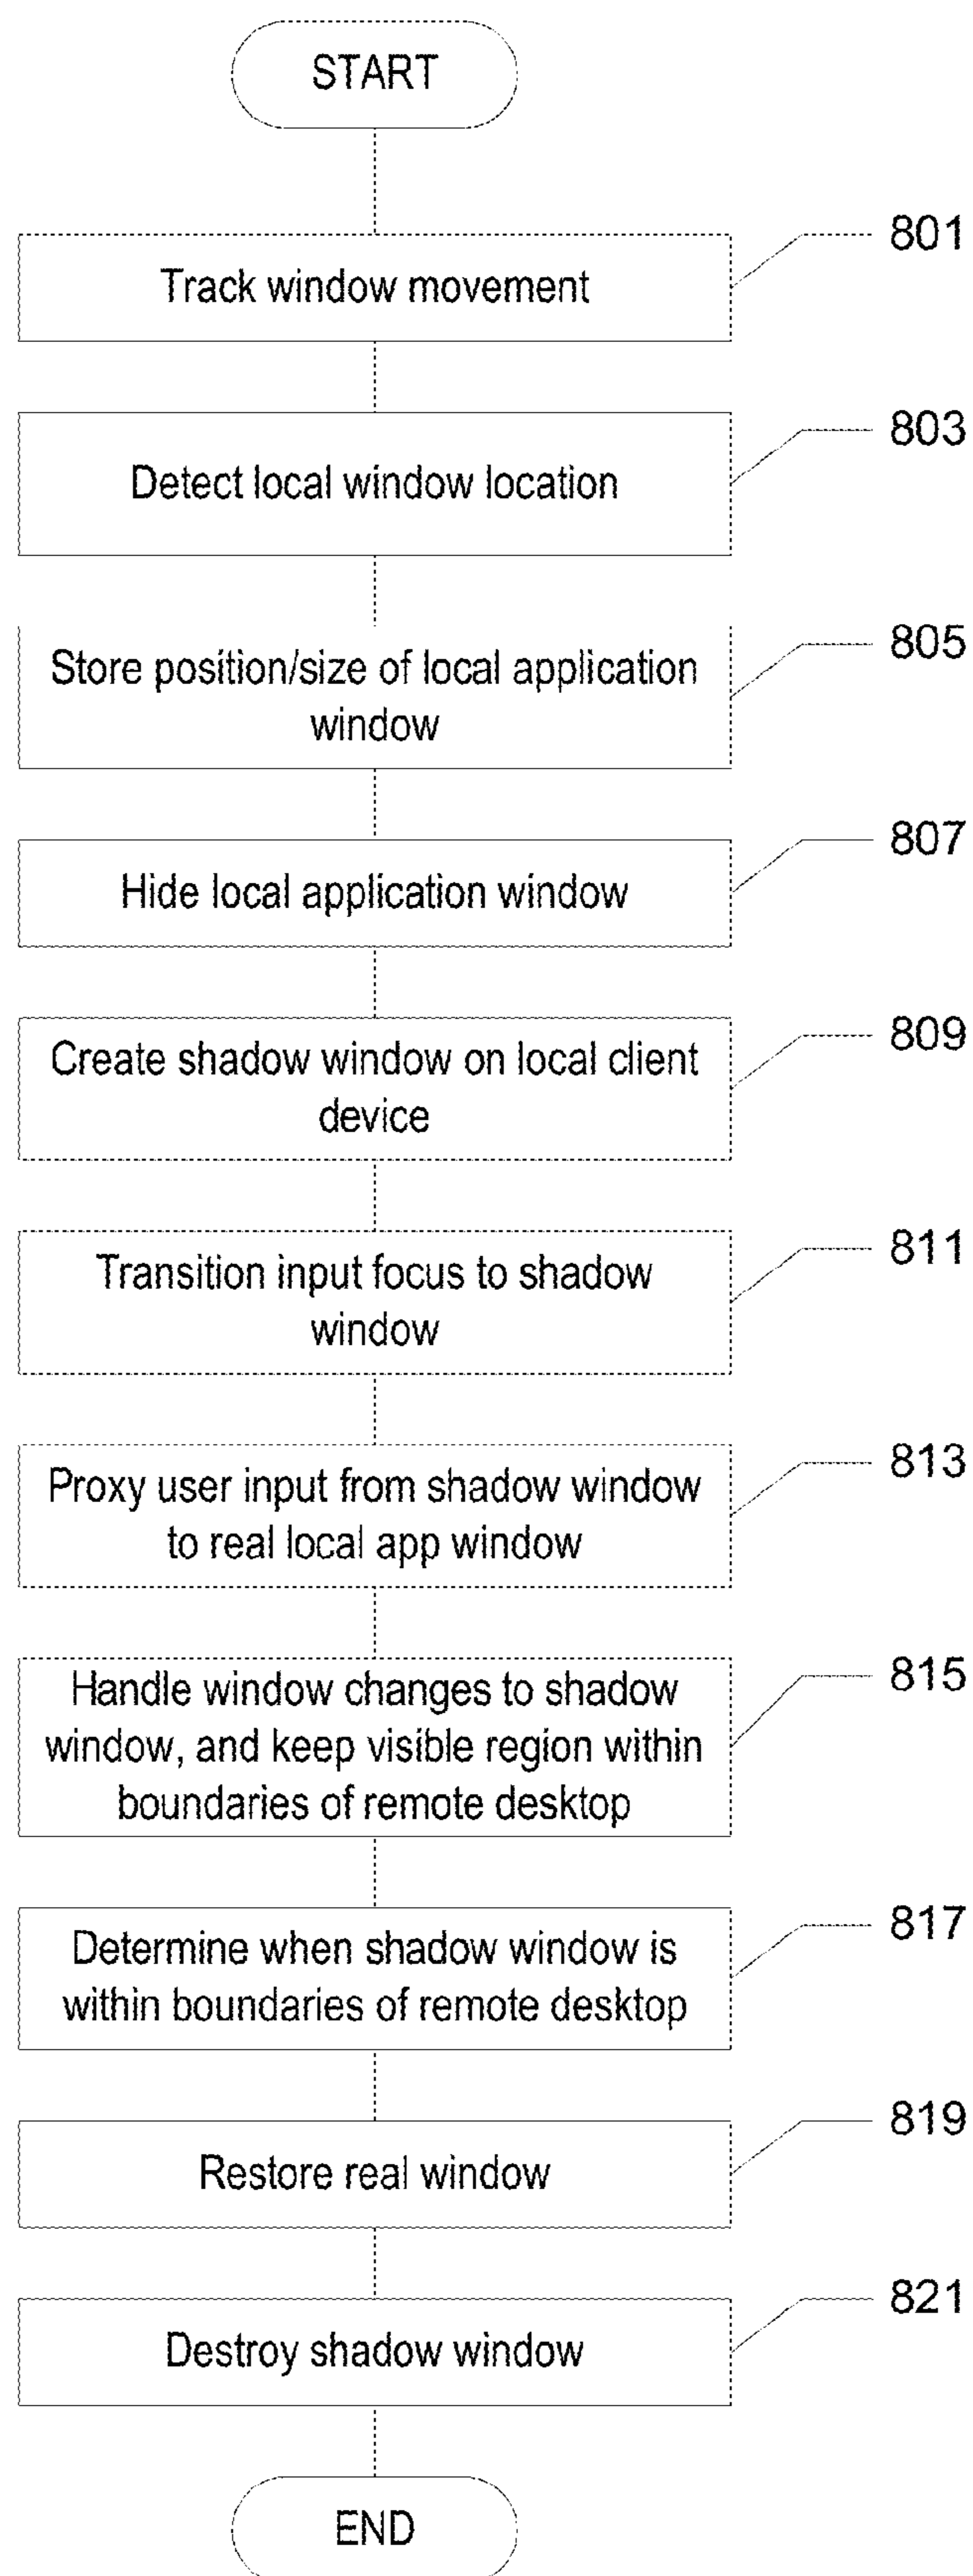 START
801
Track window movement
803
Detect local window location
805
Store position/size of local application
window
807
Hide local application window
809
Create shadow window on local client
device
811
Transition input focus to shadow
window
813
Proxy user input from shadow window
to real local app window
815
Handle window changes to shadow
window, and keep visible region within
boundaries of remote desktop
817
Determine when shadow window is
within boundaries of remote desktop
819
Restore real window
821
Destroy shadow window
END